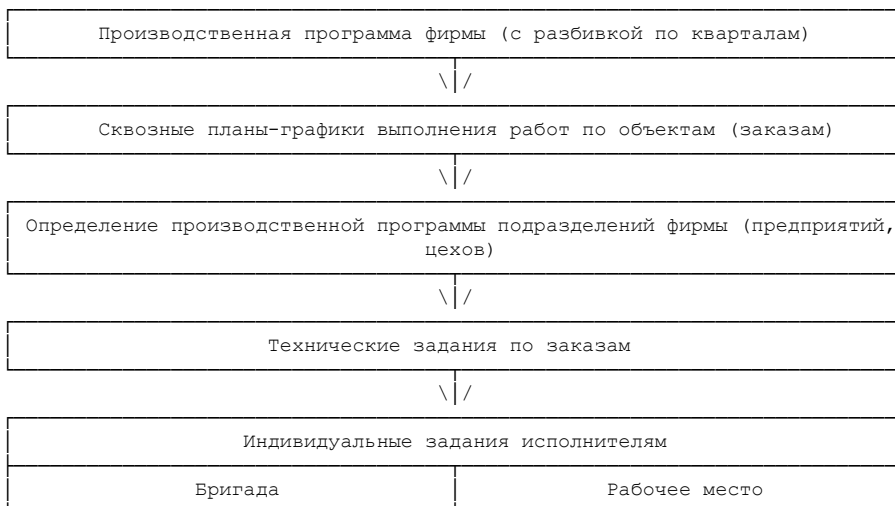 Производственная программа фирмы (с разбивкой по кварталам)
Сквозные планы-графики выполнения работ по объектам (заказам)
Определение производственной программы подразделений фирмы (предприятий,
цехов)
Технические задания по заказам
Индивидуальные задания исполнителям
Бригада
Рабочее место